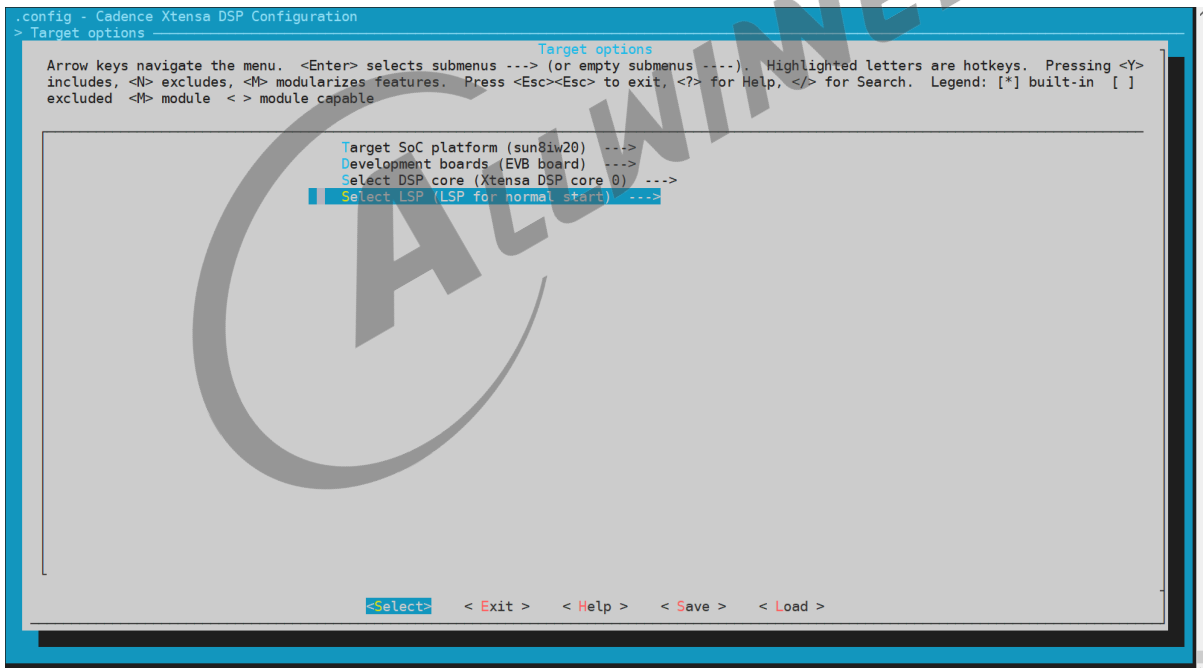 .config - Cadence Xtensa DSP Configuration
> Target options
Target options
Arrow keys navigate the menu.  <Enter> selects submenus ---> (or empty submenus ----).  Highlighted letters are hotkeys.  Pressing <Y>
includes, <N> excludes, <M> modularizes features.  Press <Esc><Esc> to exit, <?> for Help, </> for Search.  Legend: [*] built-in  [ ]
excluded  <M> module  < > module capable
Target SoC platform (sun8iw20)  --->
Development boards (EVB board)  --->
Select DSP core (Xtensa DSP core 0)  --->
Select LSP (LSP for normal start)  --->
<Select>    < Exit >    < Help >    < Save >    < Load >